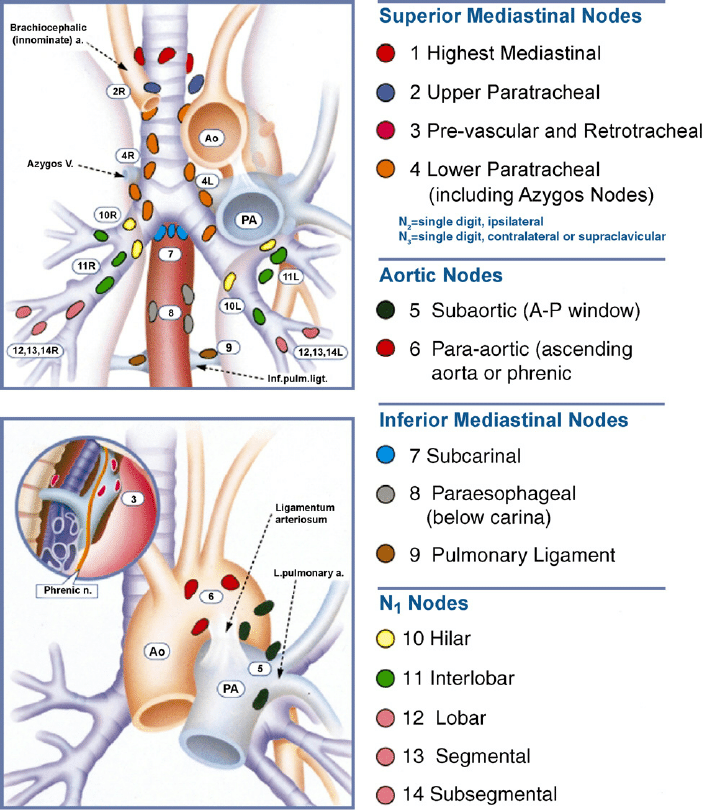 Brachiocephalic
(innominate) a.
2R
Ao
4R
Azygos V.
4L
PA
10R
7
11R
11L
10L
8
9
12,13,14R
12,13,14L
Inf.pulm.ligt.
3
Phrenic n.
Ligamentum
arteriosum
L.pulmonary a.
6
Ao
5
PA
Superior Mediastinal Nodes
1 Highest Mediastinal
2 Upper Paratracheal
3 Pre-vascular and Retrotracheal
4 Lower Paratracheal
(including Azygos Nodes)
N2=single digit, ipsilateral
N3=single digit, contralateral or supraclavicular
Aortic Nodes
5 Subaortic (A-P window)
6 Para-aortic (ascending
aorta or phrenic
Inferior Mediastinal Nodes
7 Subcarinal
8 Paraesophageal
(below carina)
9 Pulmonary Ligament
N1 Nodes
10 Hilar
11 Interlobar
12 Lobar
13 Segmental
14 Subsegmental